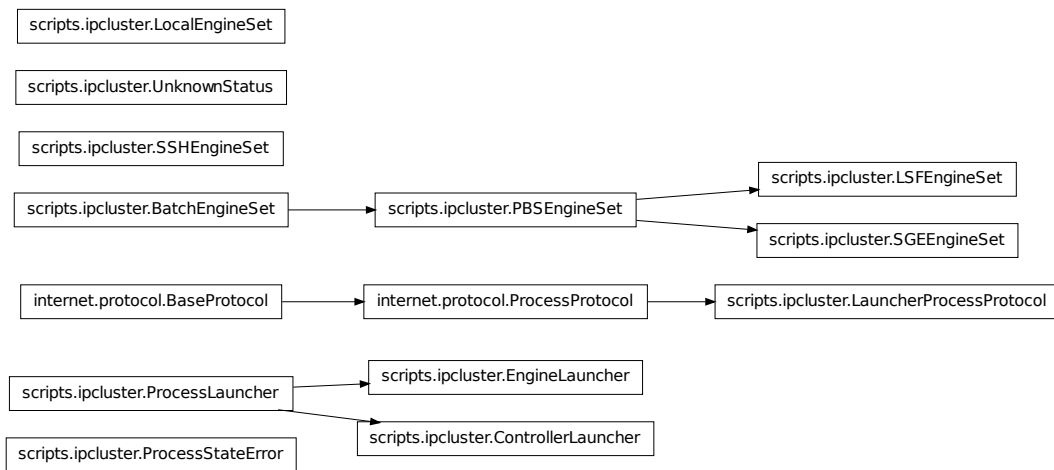 scripts.ipcluster.LocalEngineSet
scripts.ipcluster.UnknownStatus
scripts.ipcluster.SSHEngineSet
scripts.ipcluster.LSFEngineSet
scripts.ipcluster.BatchEngineSet
scripts.ipcluster.PBSEngineSet
scripts.ipcluster.SGEEngineSet
internet.protocol.BaseProtocol
internet.protocol.ProcessProtocol
scripts.ipcluster.LauncherProcessProtocol
scripts.ipcluster.EngineLauncher
scripts.ipcluster.ProcessLauncher
scripts.ipcluster.ControllerLauncher
scripts.ipcluster.ProcessStateError